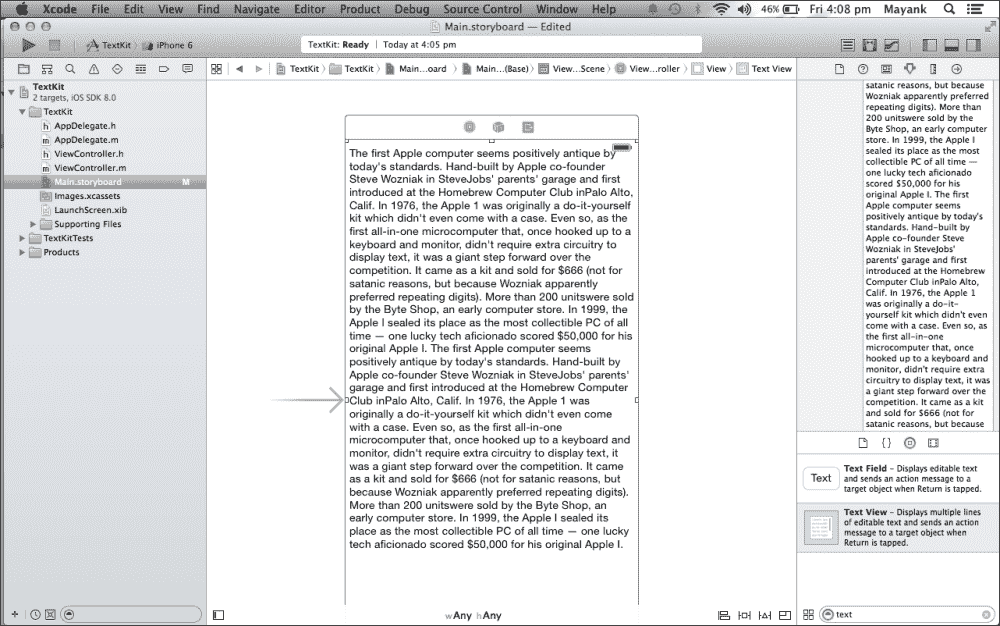 Xcode File Edit View Find Navigate Editor Product Debug Source Control Window Help 46% Fri 4:08 pm Mayank
Main.storyboard — Edited
TextKit iPhone 6
TextKit: Ready | Today at 4:05 pm
TextKit TextKit Main...oard Main...(Base) View...Scene View...roller View Text View
TextKit
2 targets, iOS SDK 8.0
TextKit
AppDelegate.h
AppDelegate.m
ViewController.h
ViewController.m
Main.storyboard M
Images.xcassets
LaunchScreen.xib
Supporting Files
TextKitTests
Products
The first Apple computer seems positively antique by
today's standards. Hand-built by Apple co-founder
Steve Wozniak in SteveJobs' parents' garage and first
introduced at the Homebrew Computer Club inPalo Alto,
Calif. In 1976, the Apple 1 was originally a do-it-yourself
kit which didn't even come with a case. Even so, as the
first all-in-one microcomputer that, once hooked up to a
keyboard and monitor, didn't require extra circuitry to
display text, it was a giant step forward over the
competition. It came as a kit and sold for $666 (not for
satanic reasons, but because Wozniak apparently
preferred repeating digits). More than 200 unitswere sold
by the Byte Shop, an early computer store. In 1999, the
Apple I sealed its place as the most collectible PC of all
time — one lucky tech aficionado scored $50,000 for his
original Apple I. The first Apple computer seems
positively antique by today's standards. Hand-built by
Apple co-founder Steve Wozniak in SteveJobs' parents'
garage and first introduced at the Homebrew Computer
Club inPalo Alto, Calif. In 1976, the Apple 1 was
originally a do-it-yourself kit which didn't even come
with a case. Even so, as the first all-in-one
microcomputer that, once hooked up to a keyboard and
monitor, didn't require extra circuitry to display text, it
was a giant step forward over the competition. It came
as a kit and sold for $666 (not for satanic reasons, but
because Wozniak apparently preferred repeating digits).
More than 200 unitswere sold by the Byte Shop, an
early computer store. In 1999, the Apple I sealed its
place as the most collectible PC of all time — one lucky
tech aficionado scored $50,000 for his original Apple I.
wAny hAny
satanic reasons, but because
Wozniak apparently preferred
repeating digits). More than
200 unitswere sold by the
Byte Shop, an early computer
store. In 1999, the Apple I
sealed its place as the most
collectible PC of all time —
one lucky tech aficionado
scored $50,000 for his
original Apple I. The first
Apple computer seems
positively antique by today's
standards. Hand-built by
Apple co-founder Steve
Wozniak in SteveJobs'
parents' garage and first
introduced at the Homebrew
Computer Club inPalo Alto,
Calif. In 1976, the Apple 1
was originally a do-it-
yourself kit which didn't even
come with a case. Even so, as
the first all-in-one
microcomputer that, once
hooked up to a keyboard and
monitor, didn't require extra
circuitry to display text, it was
a giant step forward over the
competition. It came as a kit
and sold for $666 (not for
satanic reasons, but because
Text
Text Field – Displays editable text
and sends an action message to a
target object when Return is tapped.
Text View – Displays multiple lines
of editable text and sends an action
message to a target object when
Return is tapped.
text